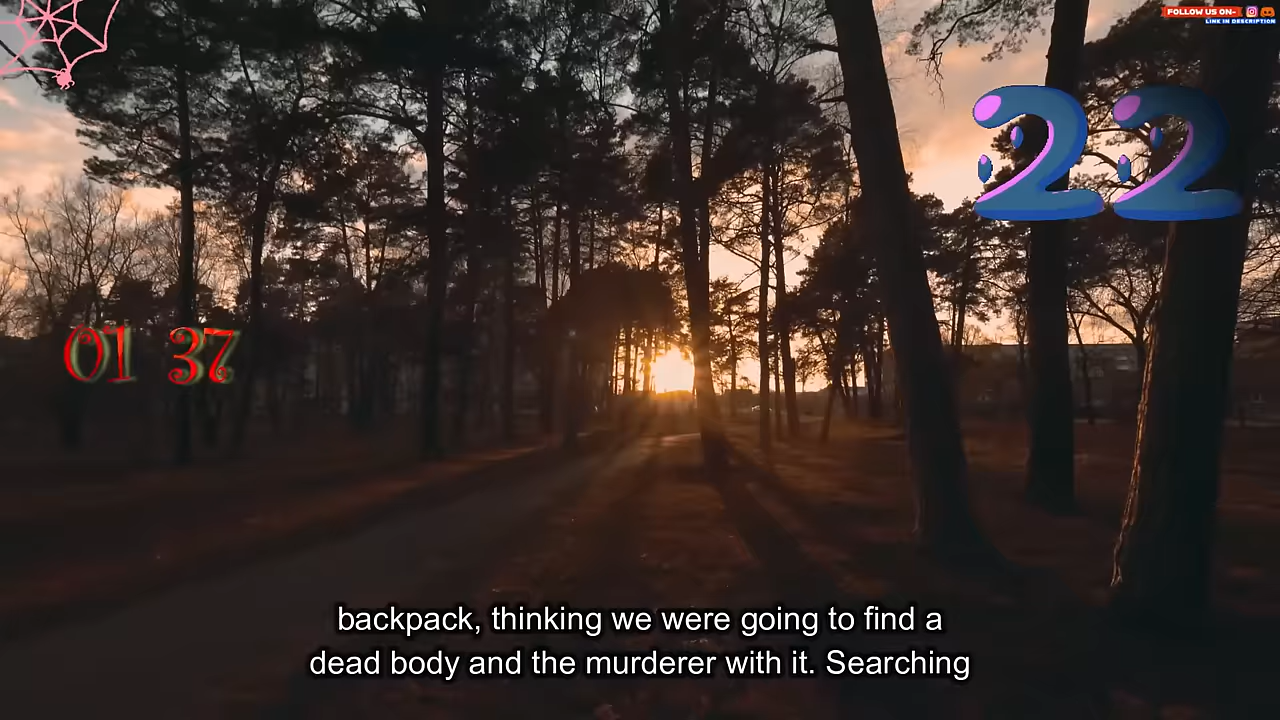 FOLLOW US ON-
LINK IN DESCRIPTION
22
01 37
backpack, thinking we were going to find a
dead body and the murderer with it. Searching